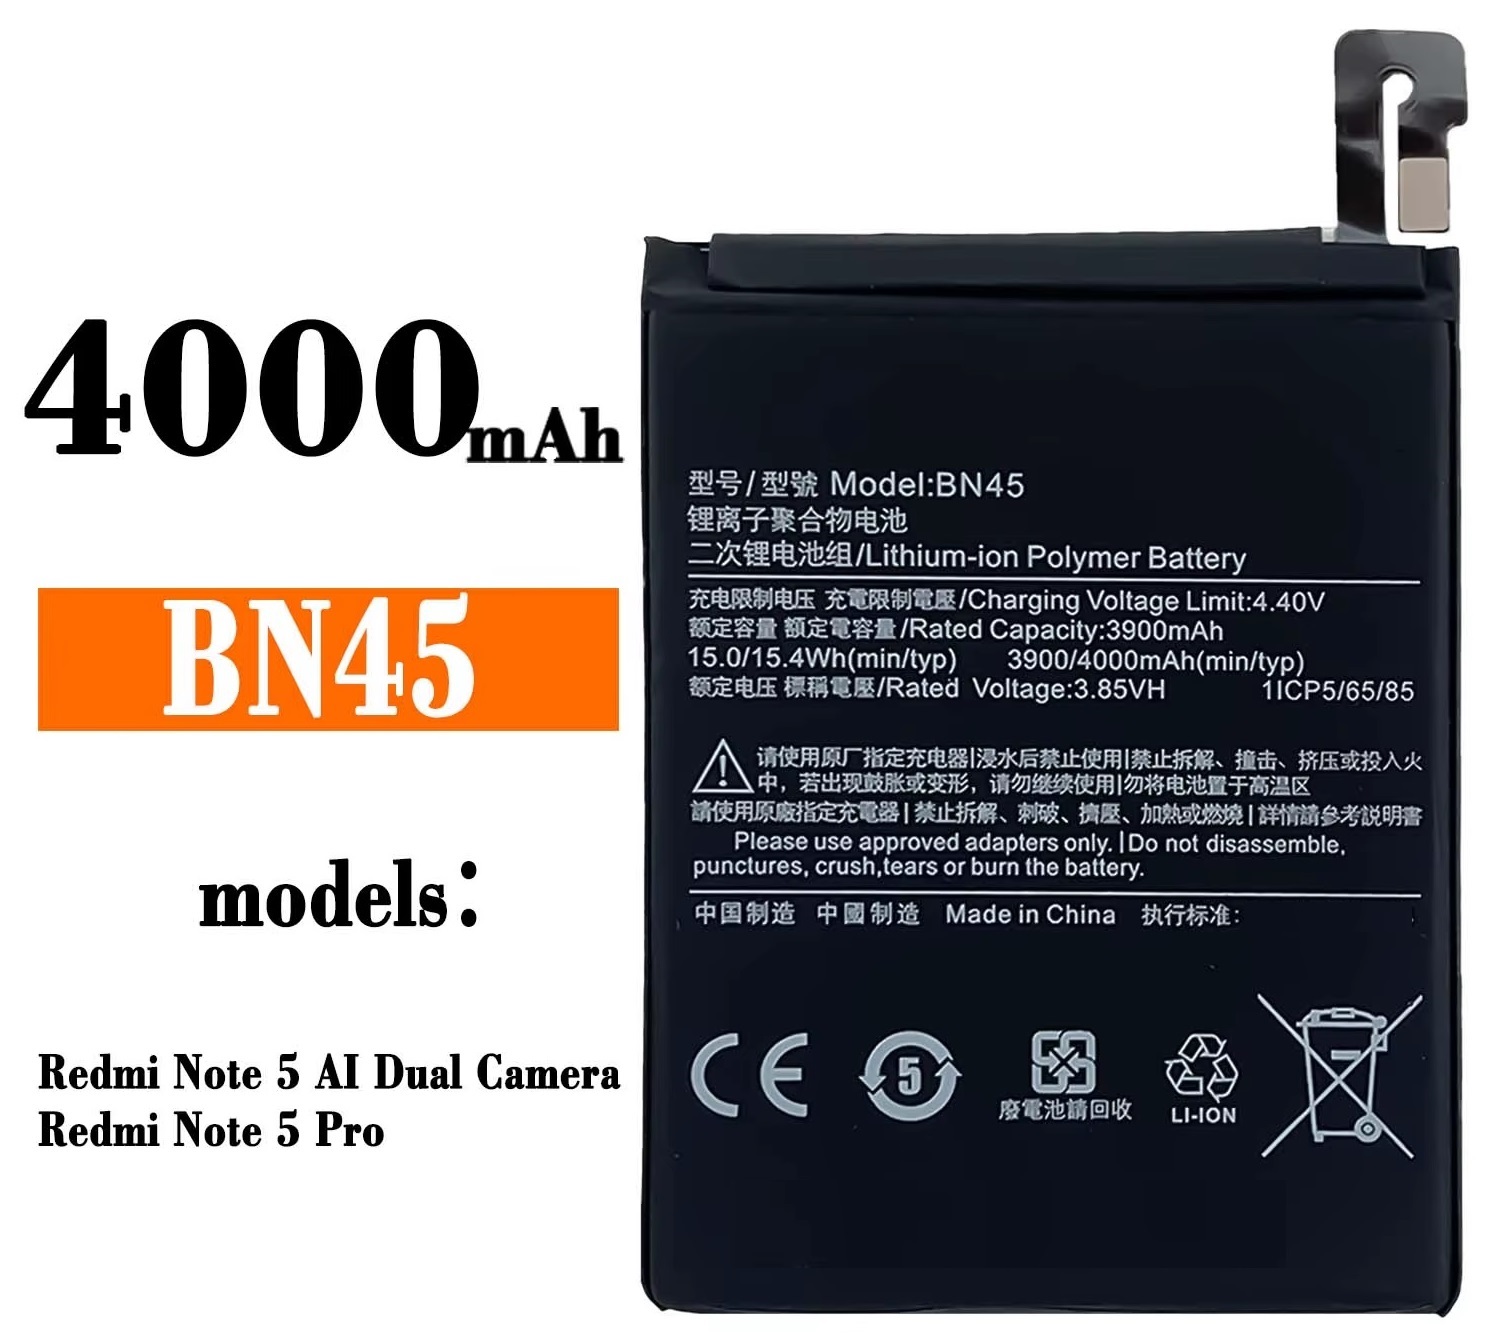 4000mAh
BN45
models:
Redmi Note 5 AI Dual Camera
Redmi Note 5 Pro
型号/型號 Model:BN45
锂离子聚合物电池
二次锂电池组/Lithium-ion Polymer Battery
充电限制电压 充電限制電壓/Charging Voltage Limit:4.40V
额定容量 額定電容量/Rated Capacity:3900mAh
15.0/15.4Wh(min/typ) 3900/4000mAh(min/typ)
额定电压 標稱電壓/Rated Voltage:3.85VH 1ICP5/65/85
请使用原厂指定充电器|浸水后禁止使用|禁止拆解、撞击、挤压或投入火
中，若出现鼓胀或变形，请勿继续使用|勿将电池置于高温区
請使用原廠指定充電器|禁止拆解、刺破、擠壓、加熱或燃燒|詳情請參考説明書
Please use approved adapters only. |Do not disassemble,
punctures, crush,tears or burn the battery.
中国制造 中國制造 Made in China 执行标准:
CE
5
廢電池請回收
LI-ION